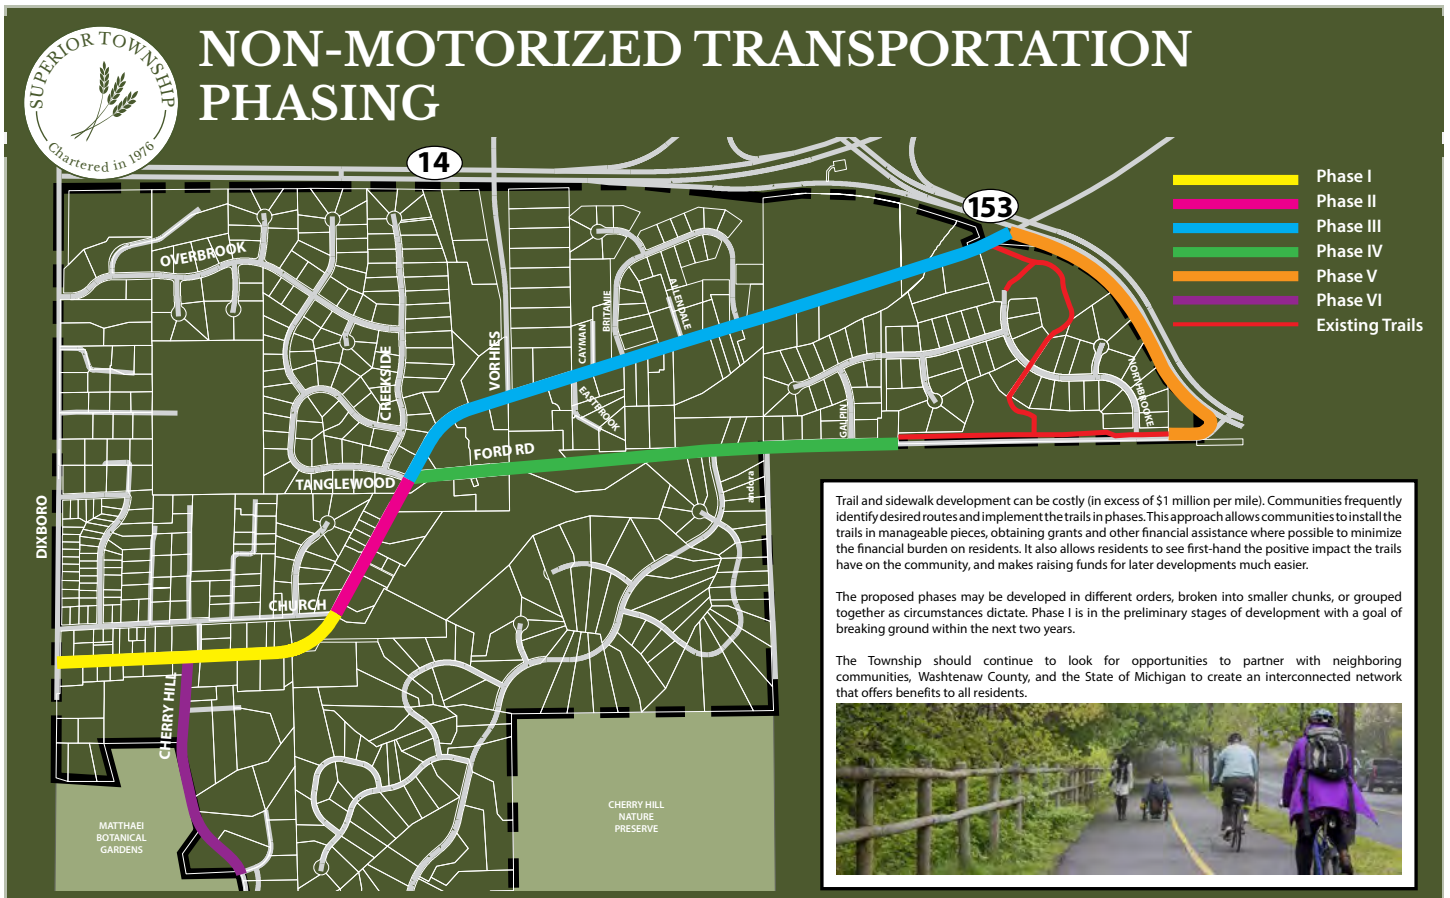 SUPERIOR TOWNSHIP
Chartered in 1976
NON-MOTORIZED TRANSPORTATION
PHASING
14
153
Phase I
Phase II
Phase III
Phase IV
Phase V
Phase VI
Existing Trails
OVERBROOK
CREEKSIDE
VORHIES
CAYMAN
BRITANIE
AILENDALE
EASTBROOK
GALPIN
NORTHBROOKE
FORD RD
TANGLEWOOD
andora
DIXBORO
CHURCH
CHERRY HILL
MATTHAEI
BOTANICAL
GARDENS
CHERRY HILL
NATURE
PRESERVE
Trail and sidewalk development can be costly (in excess of $1 million per mile). Communities frequently
identify desired routes and implement the trails in phases. This approach allows communities to install the
trails in manageable pieces, obtaining grants and other financial assistance where possible to minimize
the financial burden on residents. It also allows residents to see first-hand the positive impact the trails
have on the community, and makes raising funds for later developments much easier.
The proposed phases may be developed in different orders, broken into smaller chunks, or grouped
together as circumstances dictate. Phase I is in the preliminary stages of development with a goal of
breaking ground within the next two years.
The Township should continue to look for opportunities to partner with neighboring
communities, Washtenaw County, and the State of Michigan to create an interconnected network
that offers benefits to all residents.